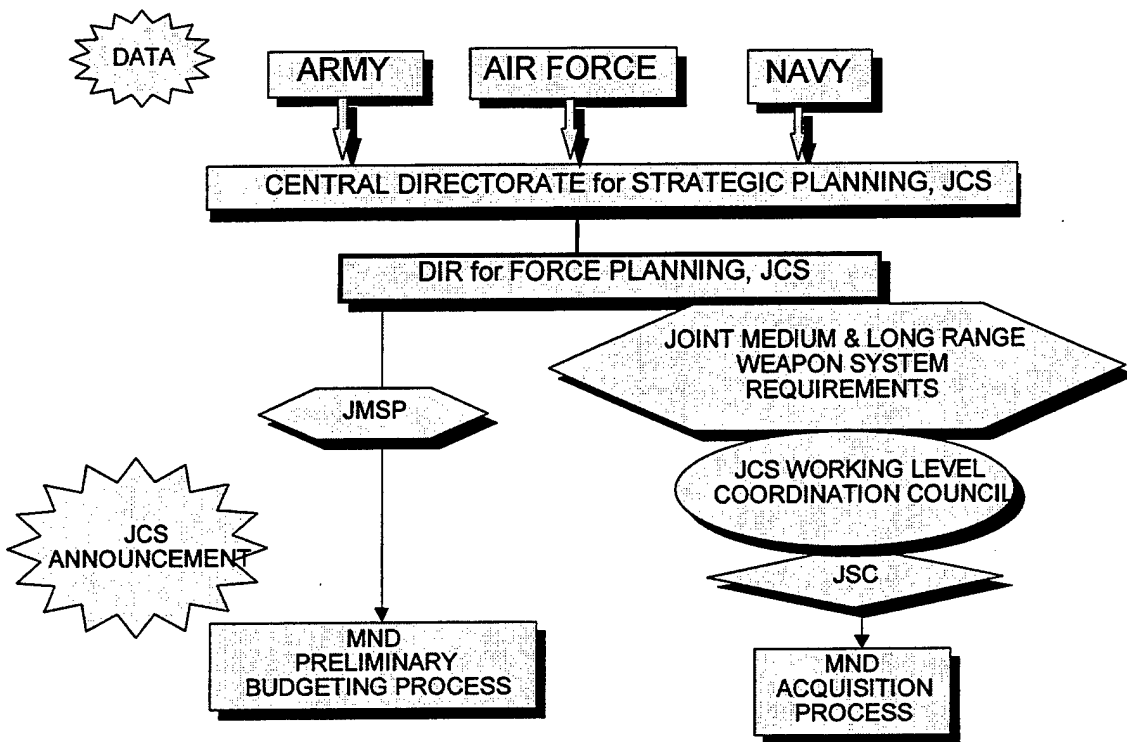 DATA
ARMY
AIR FORCE
NAVY
CENTRAL DIRECTORATE for STRATEGIC PLANNING, JCS
DIR for FORCE PLANNING, JCS
JOINT MEDIUM & LONG RANGE
WEAPON SYSTEM
REQUIREMENTS
JMSP
JCS WORKING LEVEL
COORDINATION COUNCIL
JCS
ANNOUNCEMENT
JSC
MND
PRELIMINARY
BUDGETING PROCESS
MND
ACQUISITION
PROCESS